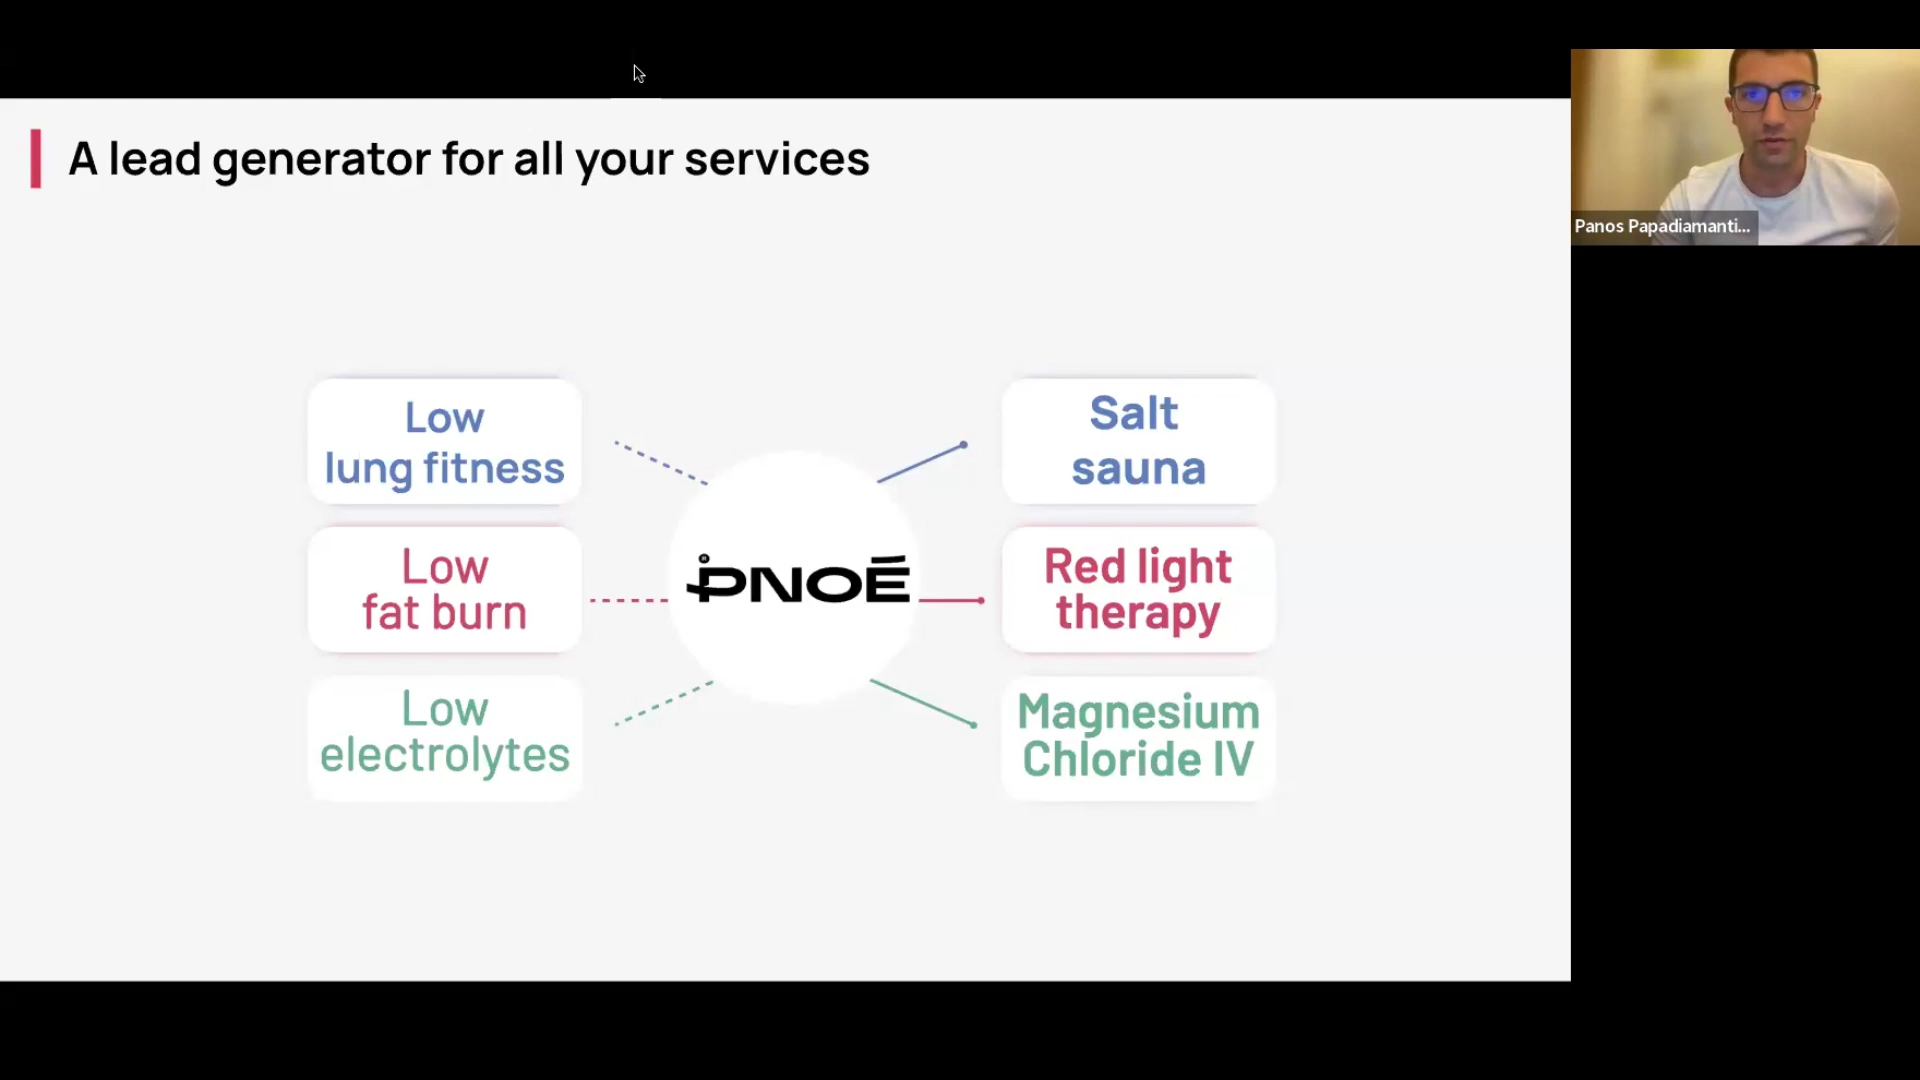 A lead generator for all your services
Panos Papadiamanti...
Low
lung fitness
Low
fat burn
Low
electrolytes
PNOĒ
Salt
sauna
Red light
therapy
Magnesium
Chloride IV